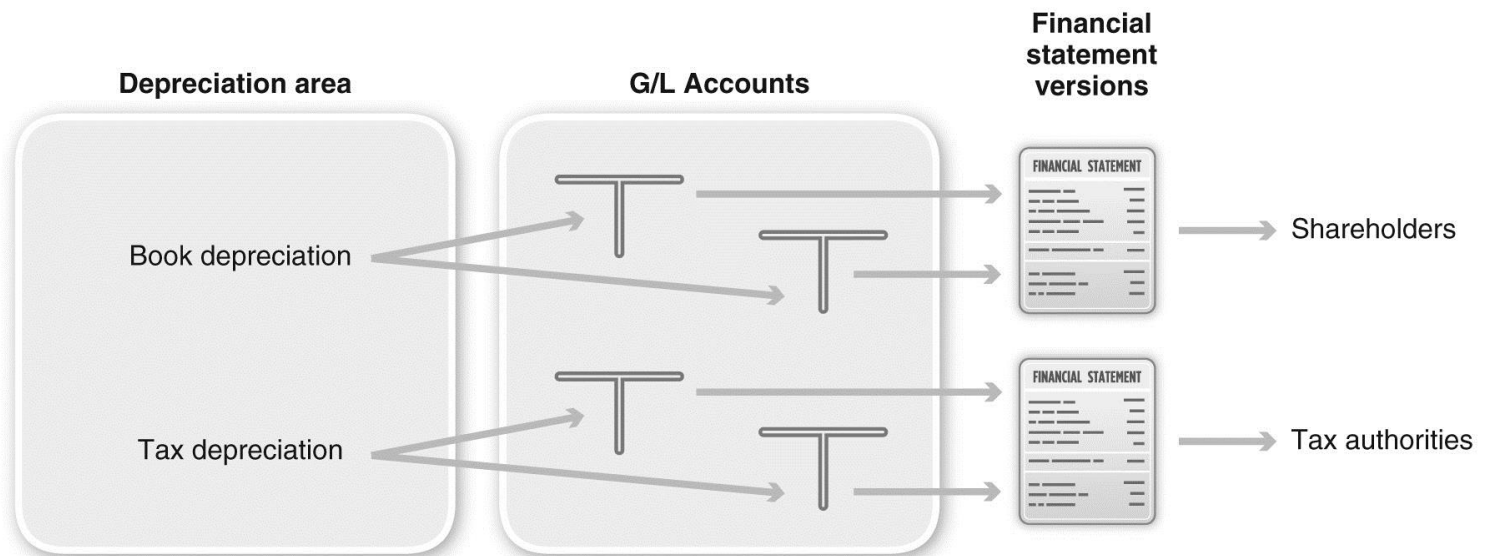 Financial
statement
versions
Depreciation area
G/L Accounts
FINANCIAL STATEMENT
Book depreciation
Shareholders
FINANCIAL STATEMENT
Tax depreciation
Tax authorities